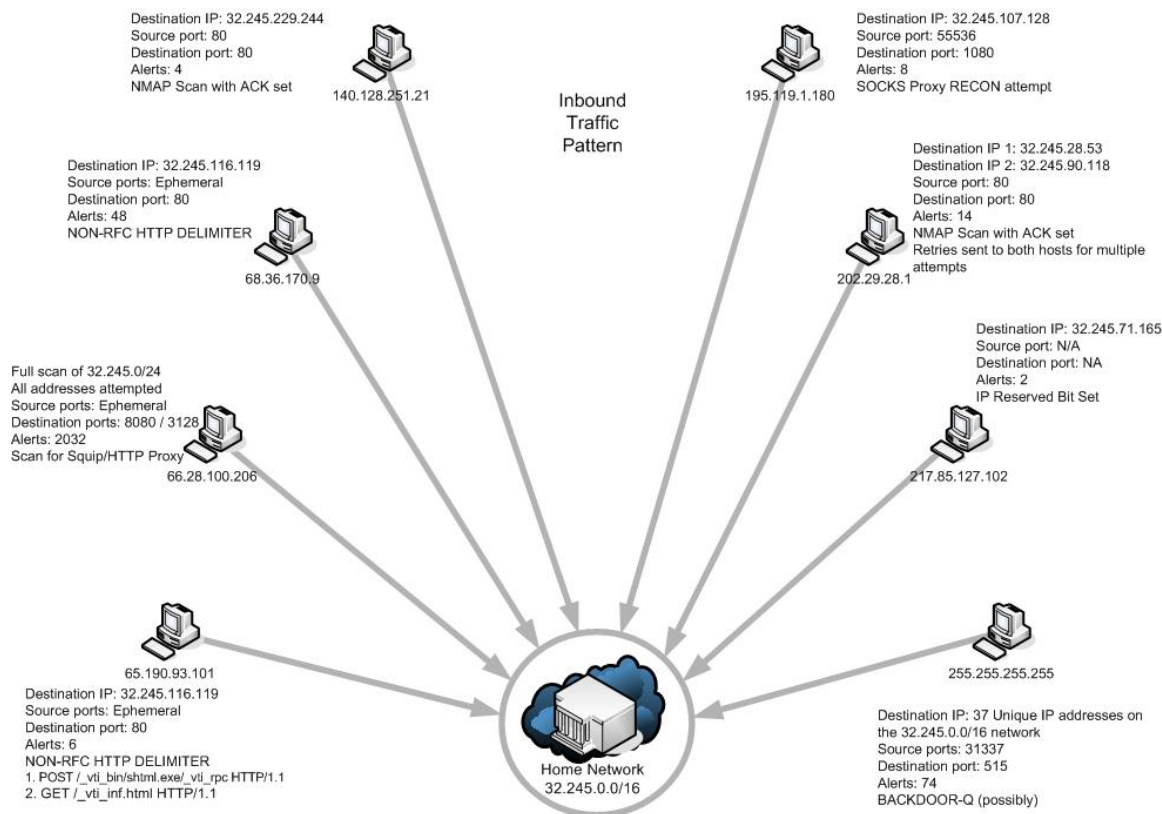 Destination IP: 32.245.229.244
Source port: 80
Destination port: 80
Alerts: 4
NMAP Scan with ACK set
140.128.251.21
Inbound
Traffic
Pattern
Destination IP: 32.245.107.128
Source port: 55536
Destination port: 1080
Alerts: 8
SOCKS Proxy RECON attempt
195.119.1.180
Destination IP: 32.245.116.119
Source ports: Ephemeral
Destination port: 80
Alerts: 48
NON-RFC HTTP DELIMITER
68.36.170.9
Destination IP 1: 32.245.28.53
Destination IP 2: 32.245.90.118
Source port: 80
Destination port: 80
Alerts: 14
NMAP Scan with ACK set
Retries sent to both hosts for multiple
attempts
202.29.28.1
Full scan of 32.245.0/24
All addresses attempted
Source ports: Ephemeral
Destination ports: 8080 / 3128
Alerts: 2032
Scan for Squip/HTTP Proxy
66.28.100.206
Destination IP: 32.245.71.165
Source port: N/A
Destination port: NA
Alerts: 2
IP Reserved Bit Set
217.85.127.102
65.190.93.101
Destination IP: 32.245.116.119
Source ports: Ephemeral
Destination port: 80
Alerts: 6
NON-RFC HTTP DELIMITER
1. POST /_vti_bin/shtml.exe/_vti_rpc HTTP/1.1
2. GET /_vti_inf.html HTTP/1.1
Home Network
32.245.0.0/16
255.255.255.255
Destination IP: 37 Unique IP addresses on
the 32.245.0.0/16 network
Source ports: 31337
Destination port: 515
Alerts: 74
BACKDOOR-Q (possibly)